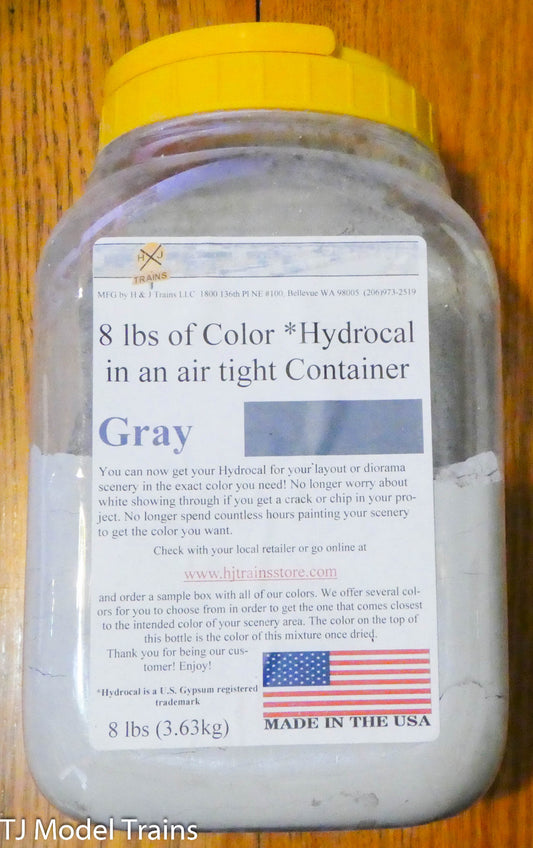 H J
TRAINS
MFG by H & J Trains LLC 1800 136th Pl NE #100, Bellevue WA 98005 (206)973-2519
8 lbs of Color *Hydrocal
in an air tight Container
Gray
You can now get your Hydrocal for your layout or diorama
scenery in the exact color you need! No longer worry about
white showing through if you get a crack or chip in your pro-
ject. No longer spend countless hours painting your scenery
to get the color you want.
Check with your local retailer or go online at
www.hjtrainsstore.com
and order a sample box with all of our colors. We offer several col-
ors for you to choose from in order to get the one that comes closest
to the intended color of your scenery area. The color on the top of
this bottle is the color of this mixture once dried.
Thank you for being our cus-
tomer! Enjoy!
*Hydrocal is a U.S. Gypsum registered
trademark
8 lbs (3.63kg)
MADE IN THE USA
TJ Model Trains